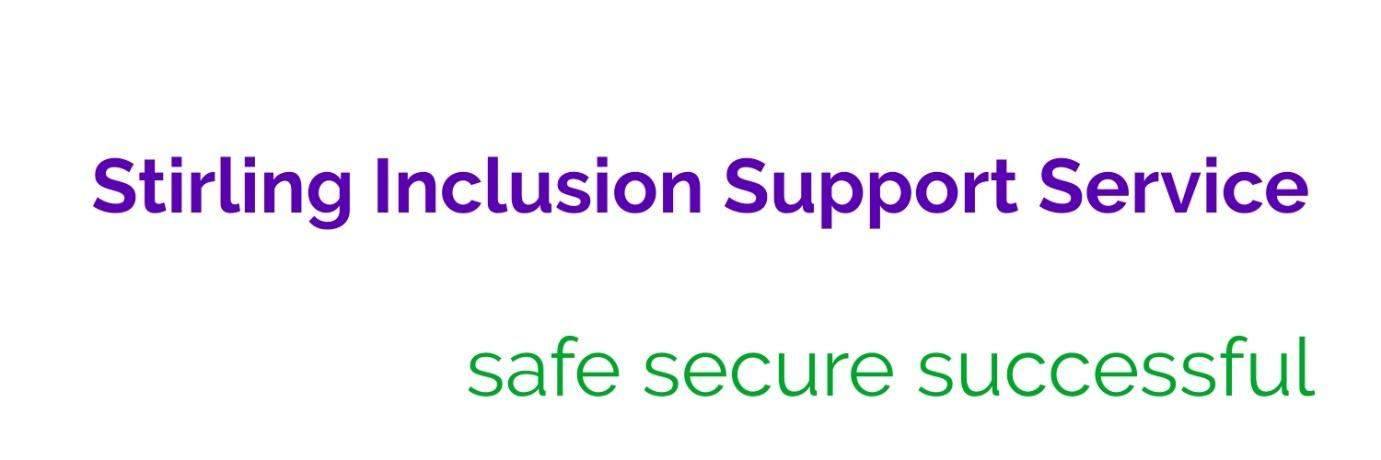 Stirling Inclusion Support Service
safe secure successful